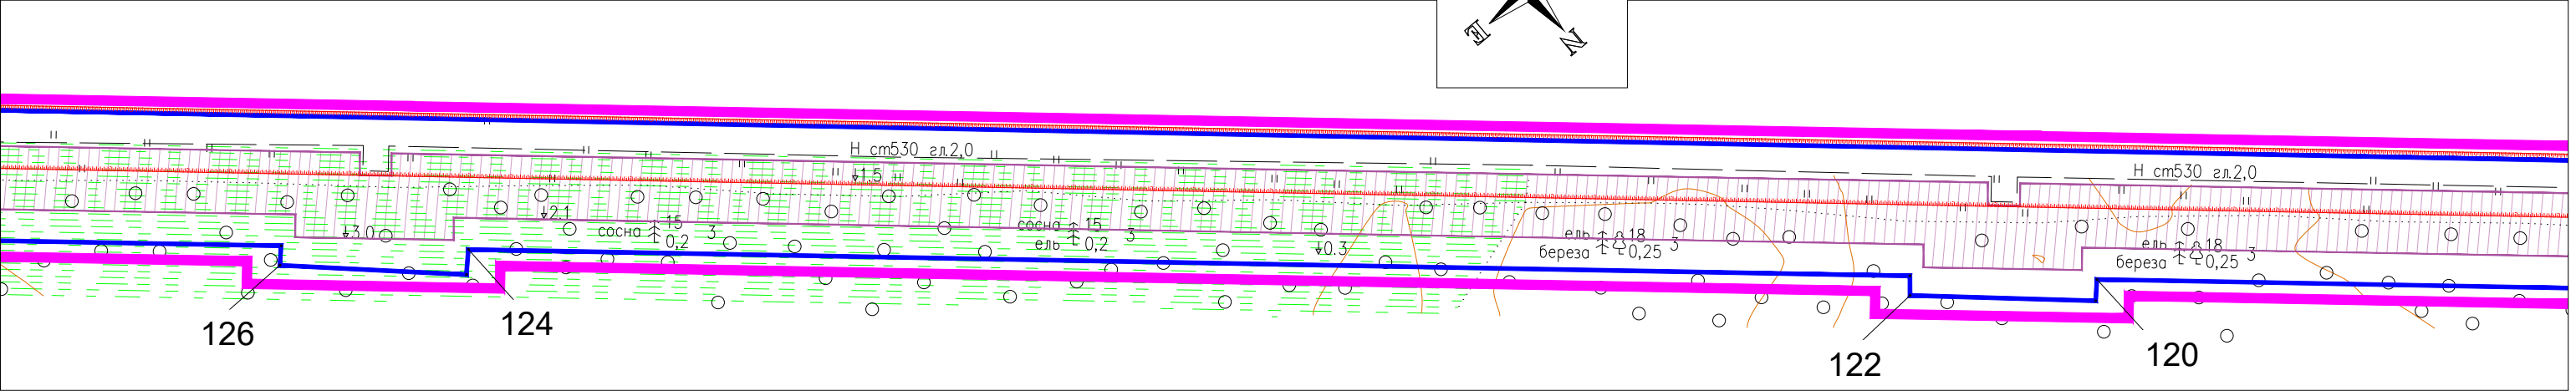 E
N
Н ст530 гл.2,0
Н ст530 гл.2,0
1.5
2.1
3.0
сосна 15 0,2 3
сосна 15
ель 0,2 3
0.3
ель 18
береза 0,25 3
ель 18
береза 0,25 3
126
124
122
120